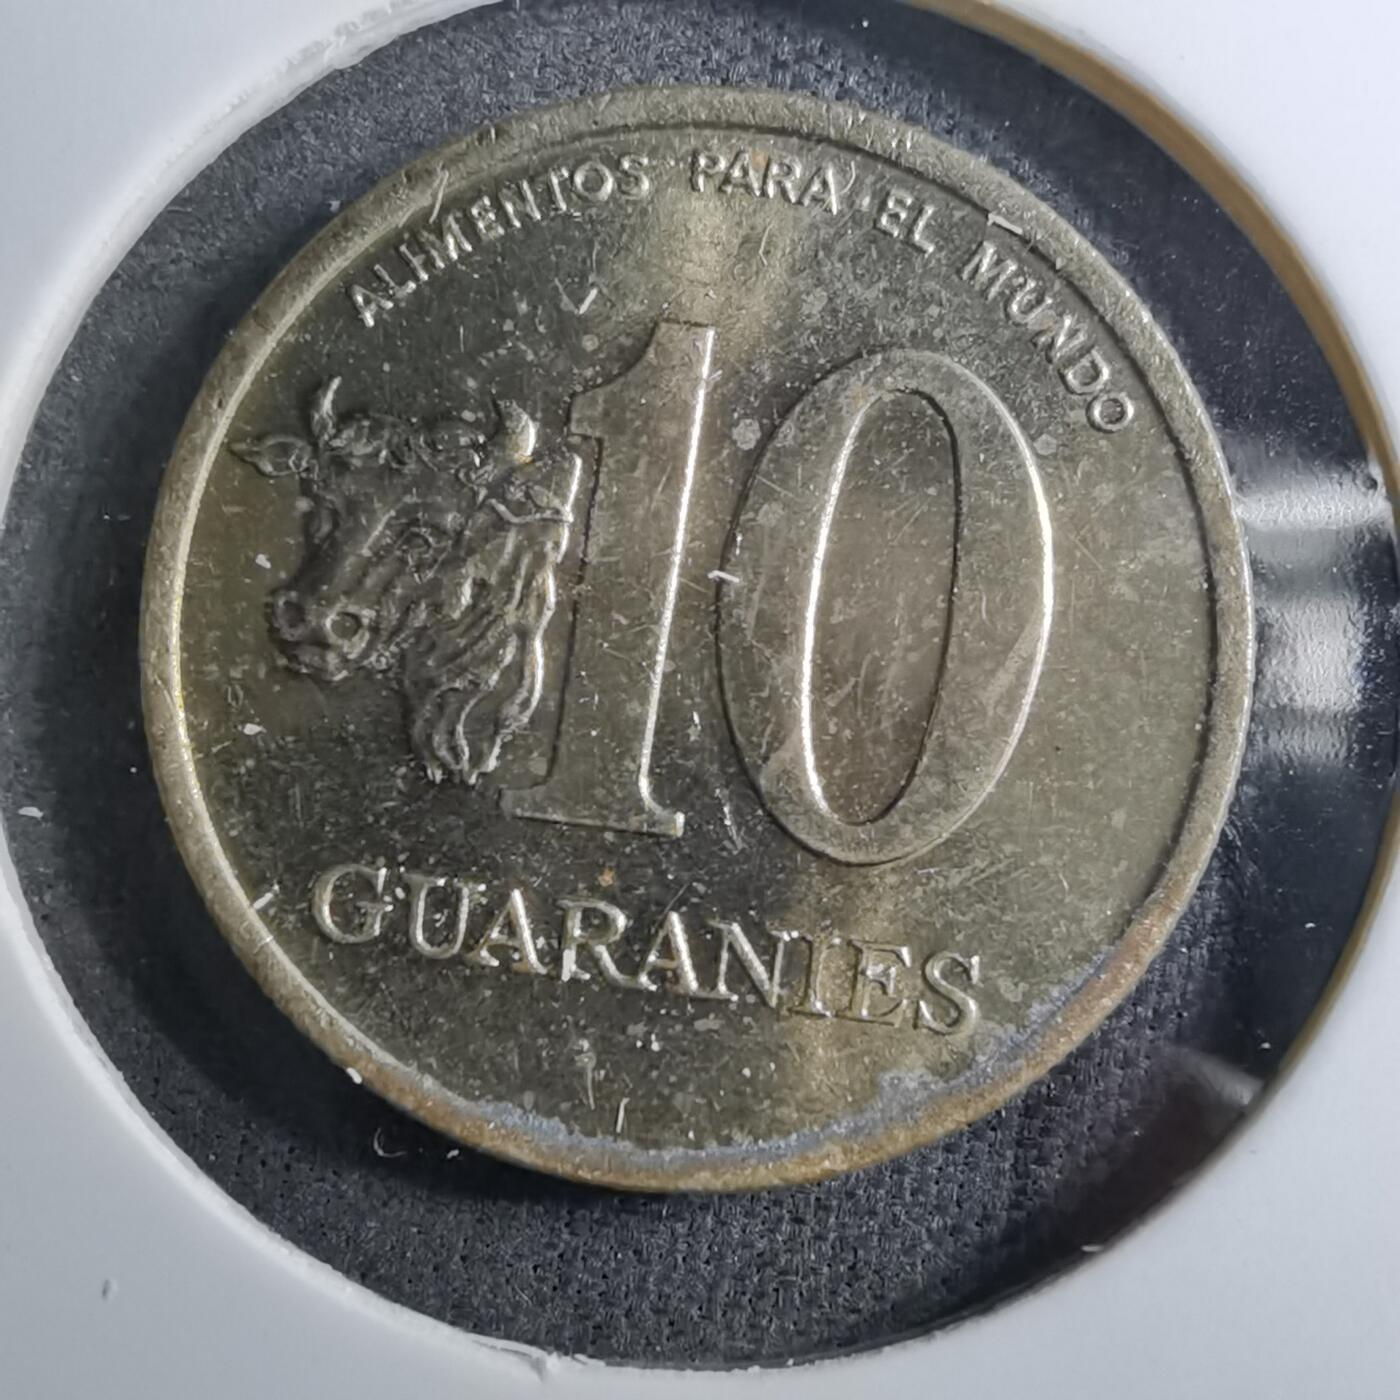 ALIMENTOS PARA EL MUNDO
10
GUARANIES